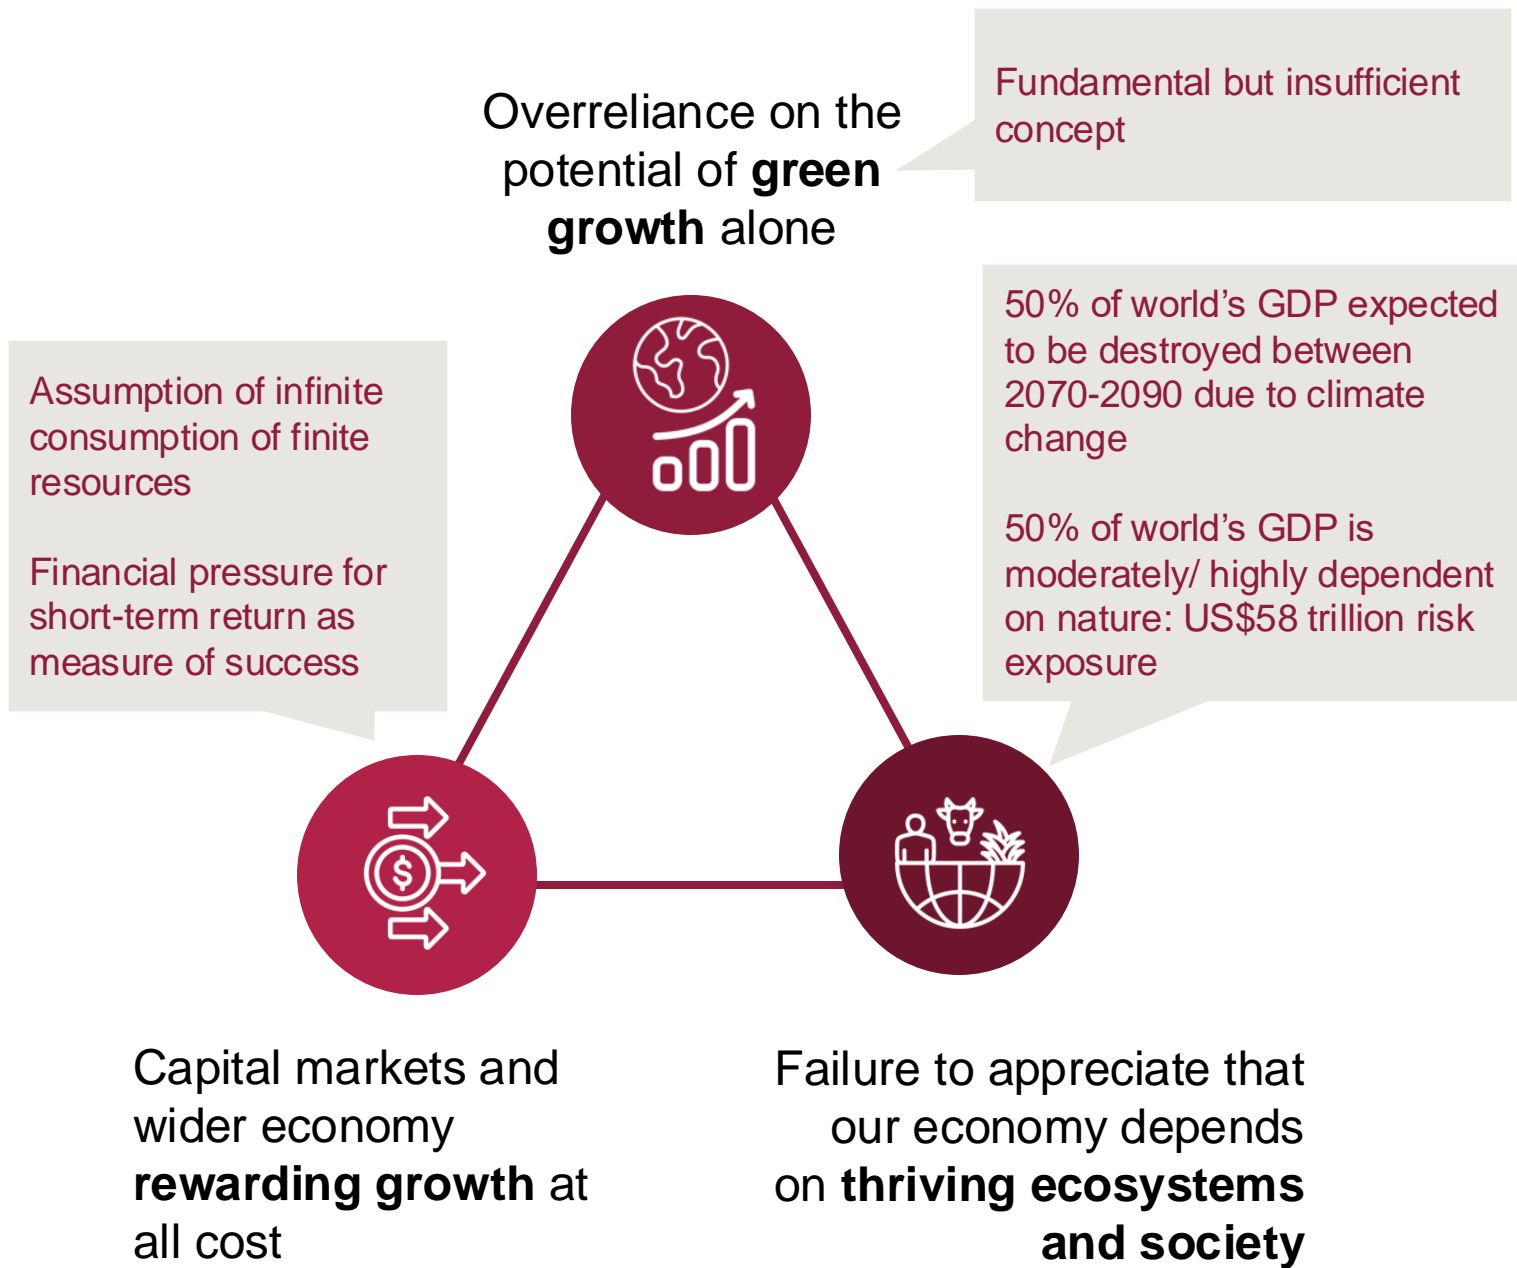 Overreliance on the
potential of green
growth alone
Fundamental but insufficient
concept
50% of world’s GDP expected
to be destroyed between
2070-2090 due to climate
change
50% of world’s GDP is
moderately/ highly dependent
on nature: US$58 trillion risk
exposure
Assumption of infinite
consumption of finite
resources
Financial pressure for
short-term return as
measure of success
$
Capital markets and
wider economy
rewarding growth at
all cost
Failure to appreciate that
our economy depends
on thriving ecosystems
and society